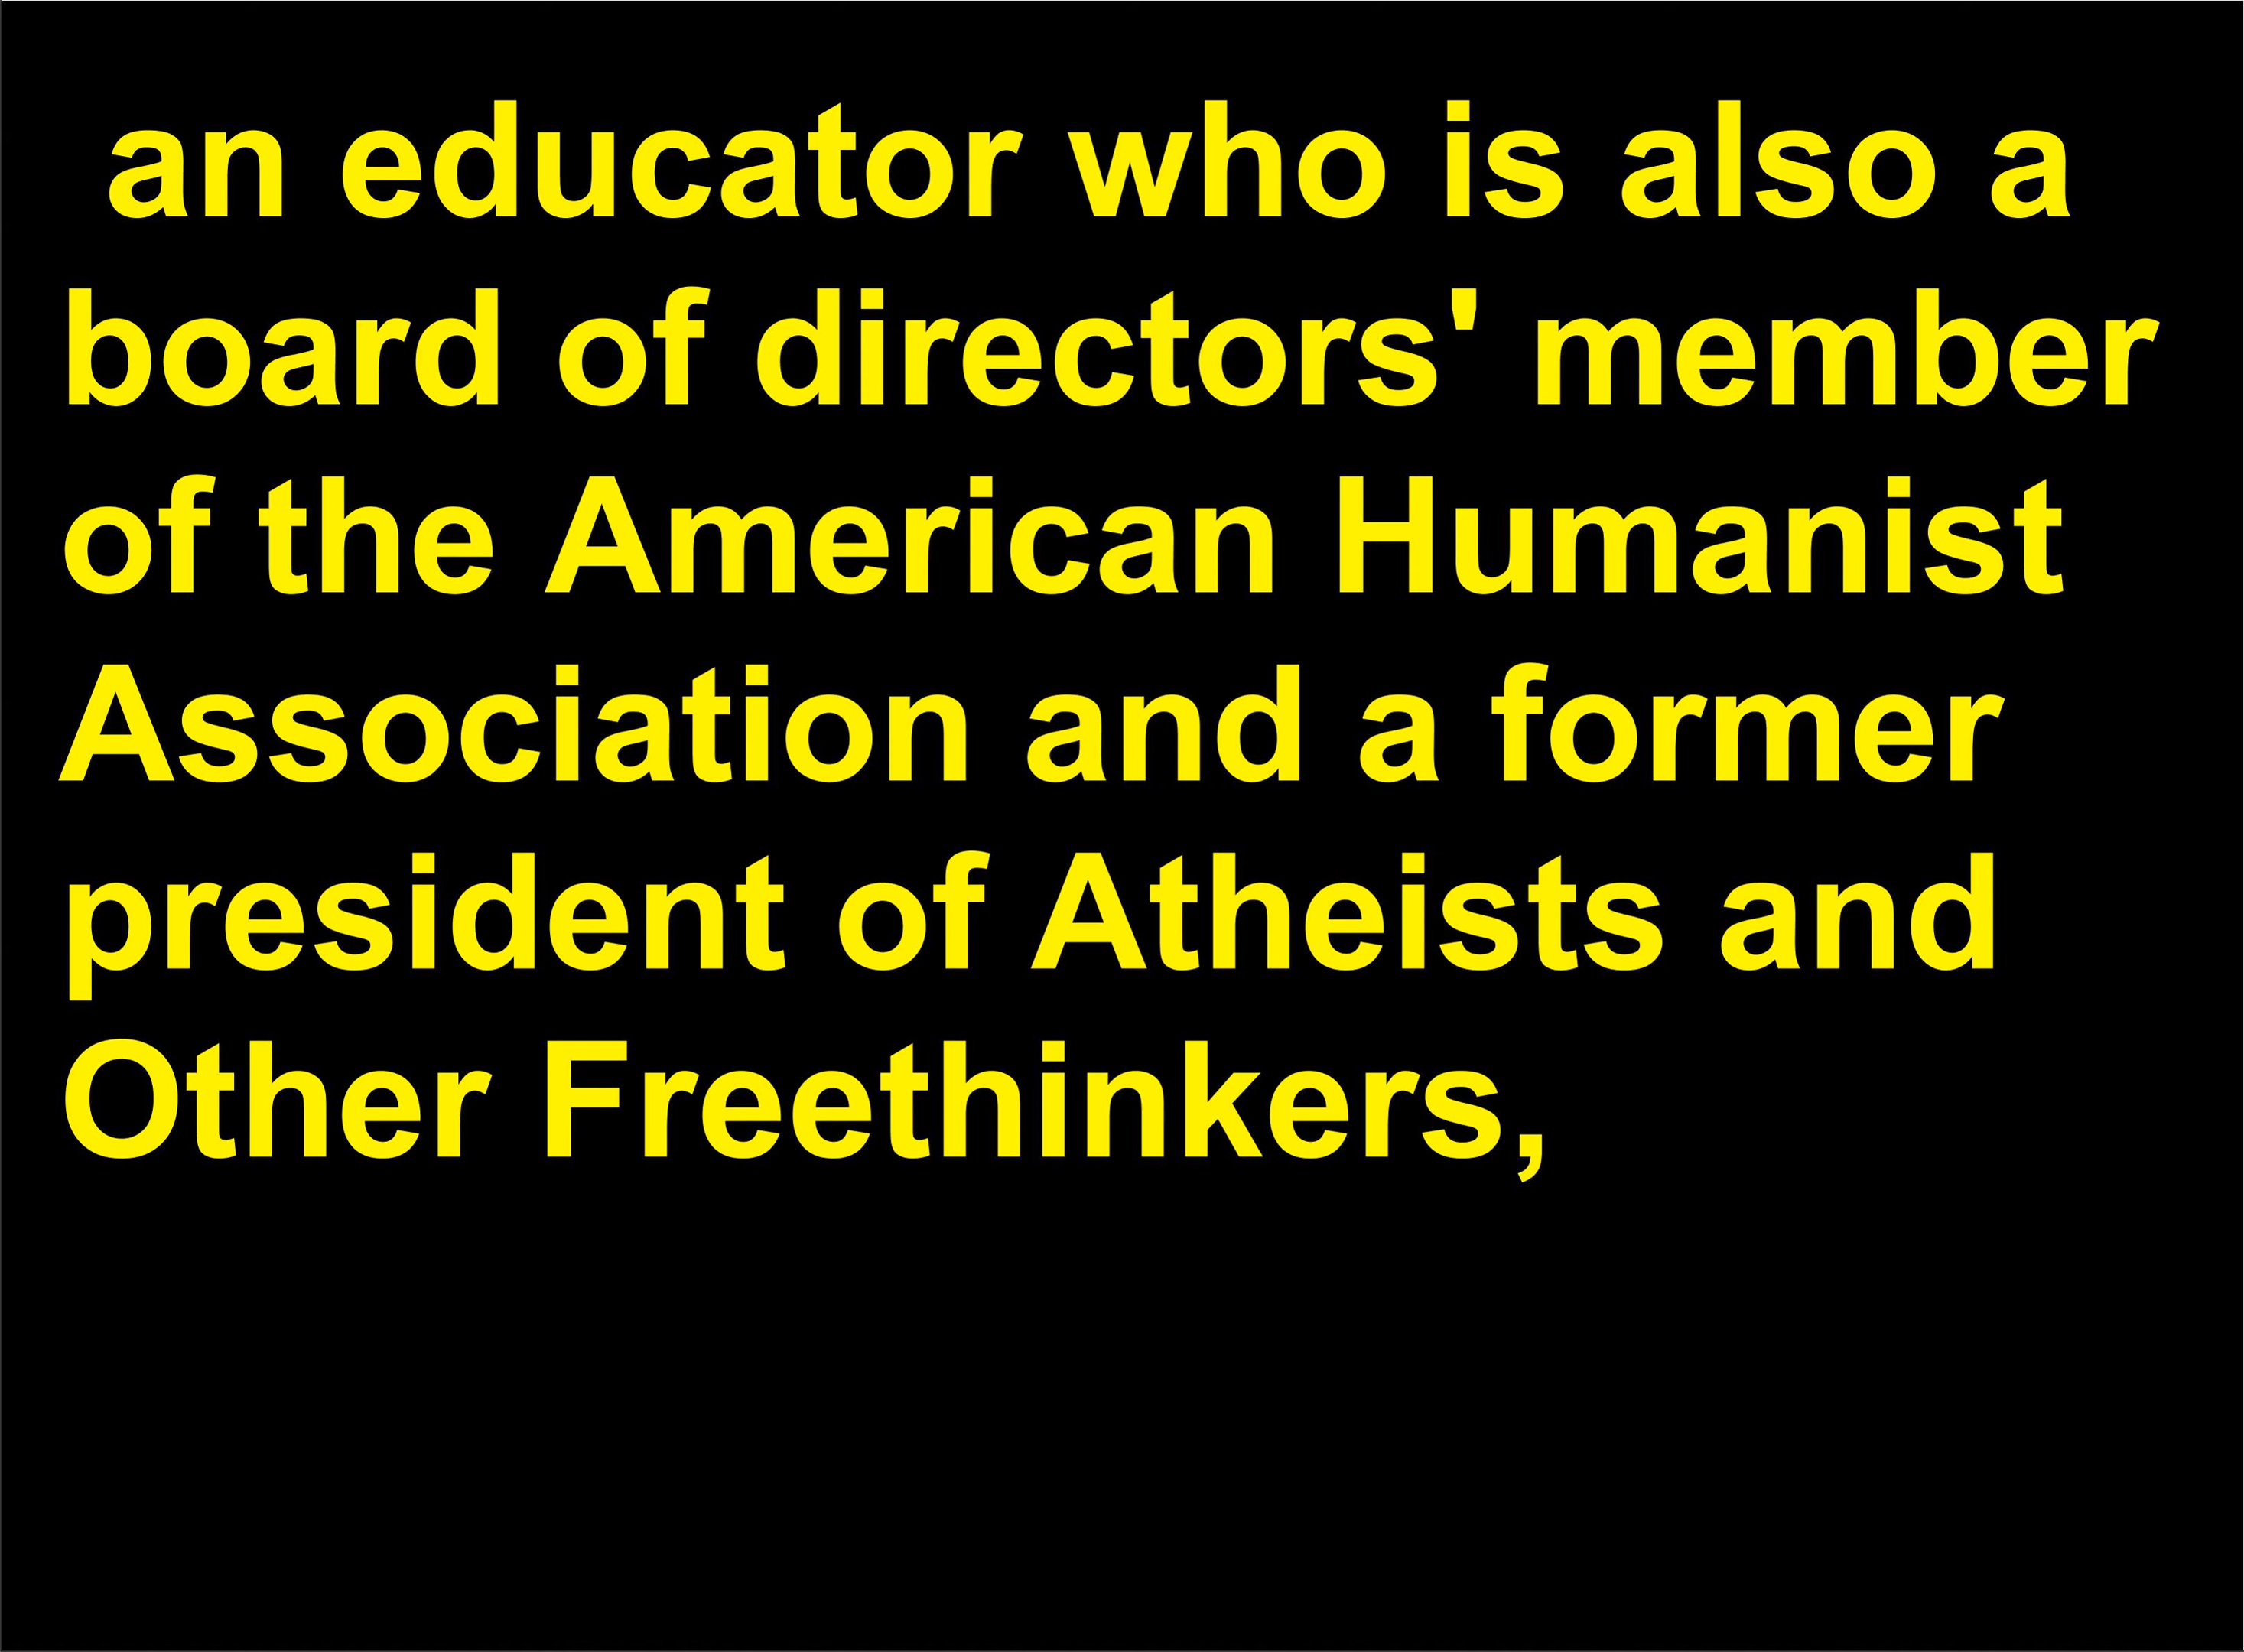 an educator who is also a
board of directors' member
of the American Humanist
Association and a former
president of Atheists and
Other Freethinkers,